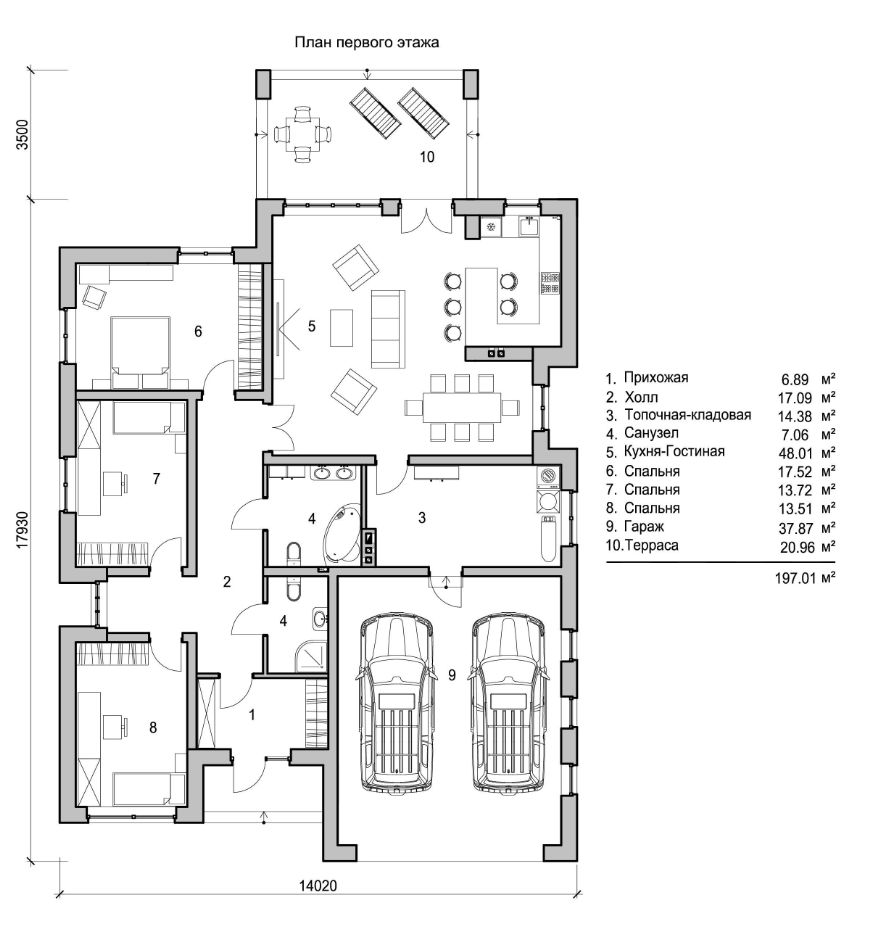 План первого этажа
3500
10
6
5
1. Прихожая 6.89 м²
2. Холл 17.09 м²
3. Топочная-кладовая 14.38 м²
4. Санузел 7.06 м²
5. Кухня-Гостиная 48.01 м²
6. Спальня 17.52 м²
7. Спальня 13.72 м²
8. Спальня 13.51 м²
9. Гараж 37.87 м²
10.Терраса 20.96 м²
197.01 м²
7
4
3
17930
2
4
9
1
8
14020